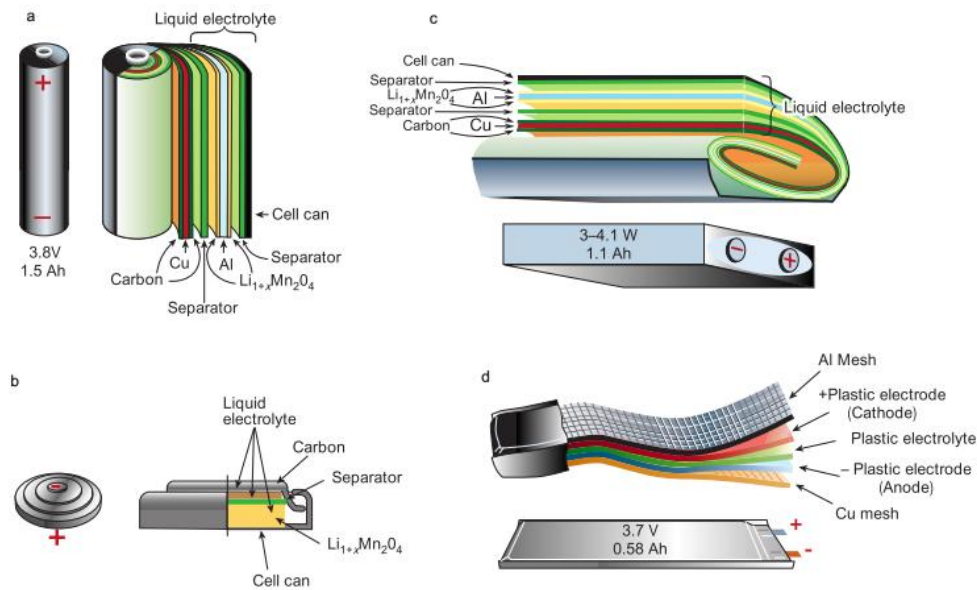 a
Liquid electrolyte
+
−
3.8V
1.5 Ah
Cell can
Cu
Al
Separator
Carbon
Li1+xMn2O4
Separator
b
Liquid
electrolyte
Carbon
Separator
Li1+xMn2O4
Cell can
−
+
c
Cell can
Separator
Li1+xMn2O4
Al
Separator
Carbon
Cu
Liquid electrolyte
3–4.1 W
1.1 Ah
−
+
d
Al Mesh
+Plastic electrode
(Cathode)
Plastic electrolyte
– Plastic electrode
(Anode)
Cu mesh
3.7 V
0.58 Ah
+
-